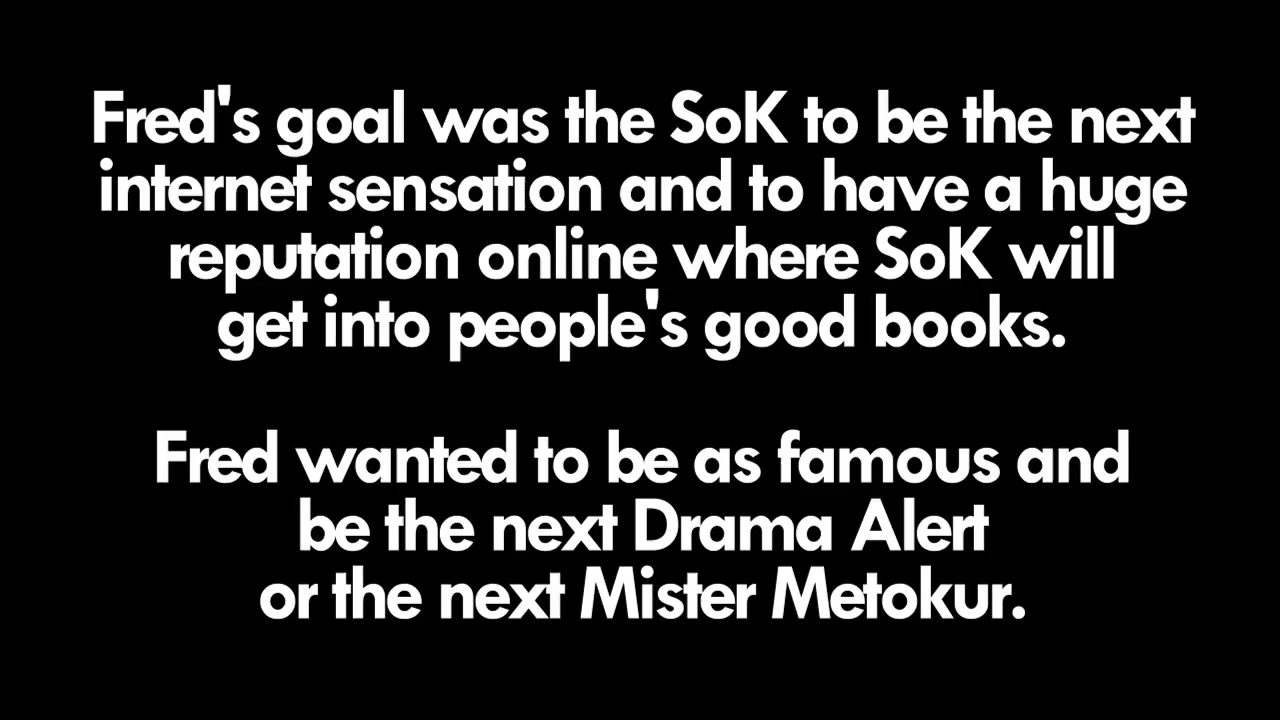 Fred's goal was the SoK to be the next
internet sensation and to have a huge
reputation online where SoK will
get into people's good books.
Fred wanted to be as famous and
be the next Drama Alert
or the next Mister Metokur.